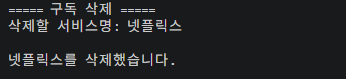 ===== 구독 삭제 =====
삭제할 서비스명: 넷플릭스
넷플릭스를 삭제했습니다.